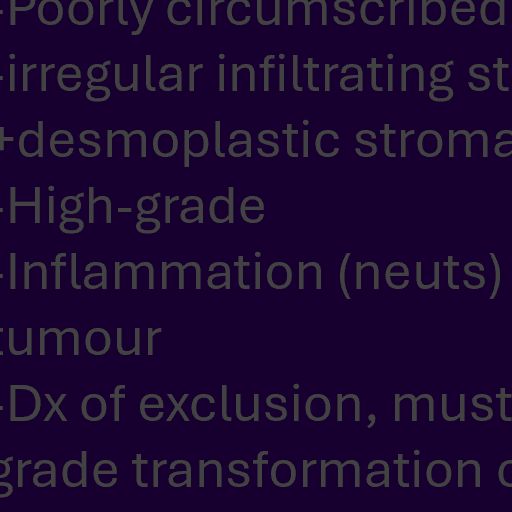 -Poorly circumscribed
-irregular infiltrating st
+desmoplastic stroma
-High-grade
-Inflammation (neuts)
tumour
-Dx of exclusion, must
grade transformation